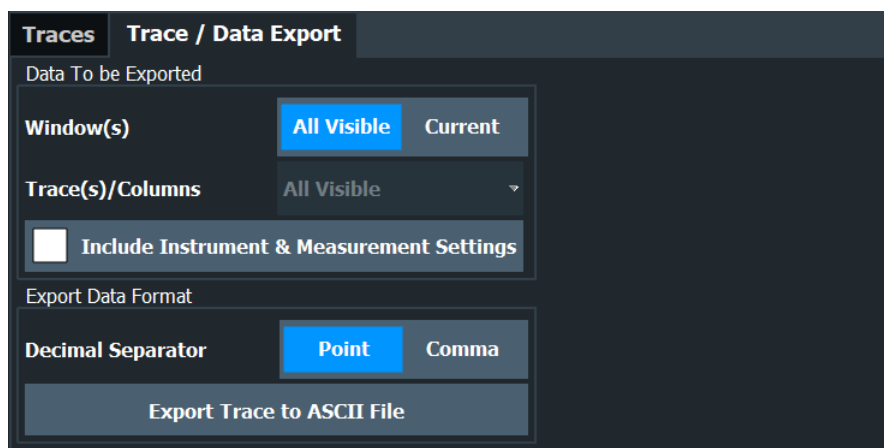 Traces Trace / Data Export
Data To be Exported
Window(s) All Visible Current
Trace(s)/Columns All Visible
Include Instrument & Measurement Settings
Export Data Format
Decimal Separator Point Comma
Export Trace to ASCII File